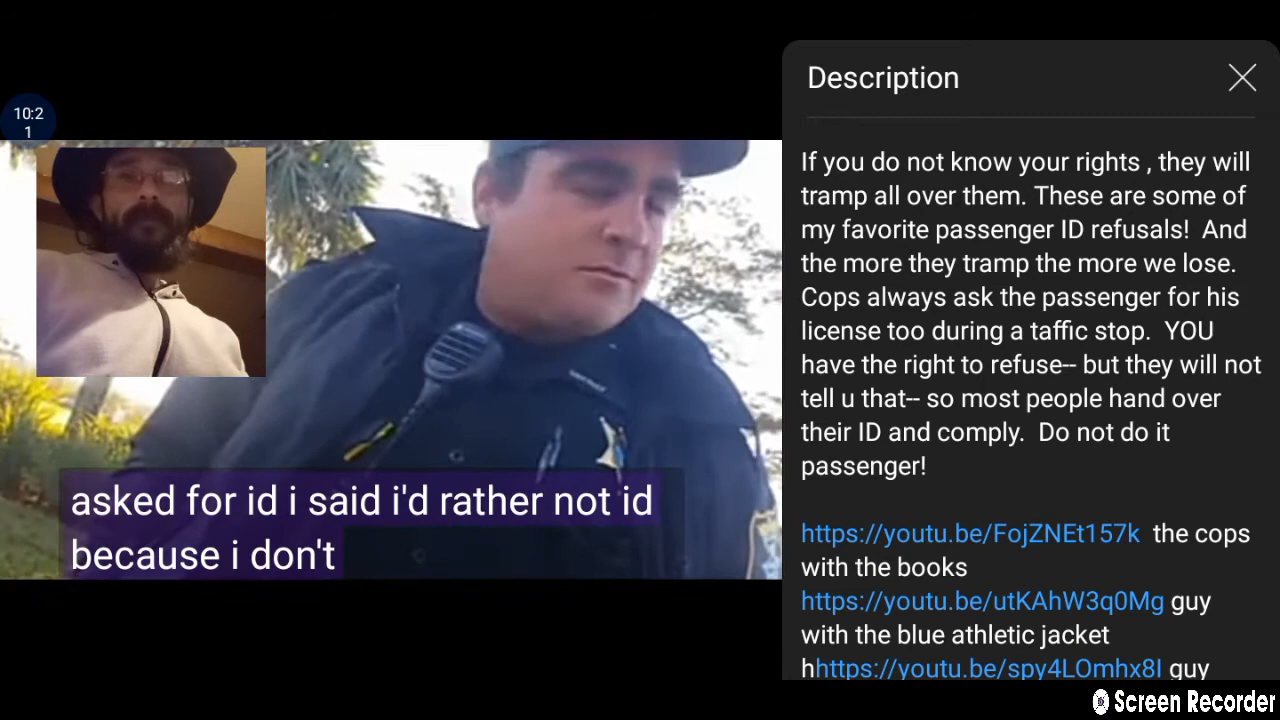 10:2
1
asked for id i said i'd rather not id
because i don't
Description
If you do not know your rights , they will
tramp all over them. These are some of
my favorite passenger ID refusals!  And
the more they tramp the more we lose.
Cops always ask the passenger for his
license too during a taffic stop.  YOU
have the right to refuse-- but they will not
tell u that-- so most people hand over
their ID and comply.  Do not do it
passenger!
https://youtu.be/FojZNEt157k  the cops
with the books
https://youtu.be/utKAhW3q0Mg guy
with the blue athletic jacket
hhttps://youtu.be/spy4LOmhx8I guy
Screen Recorder